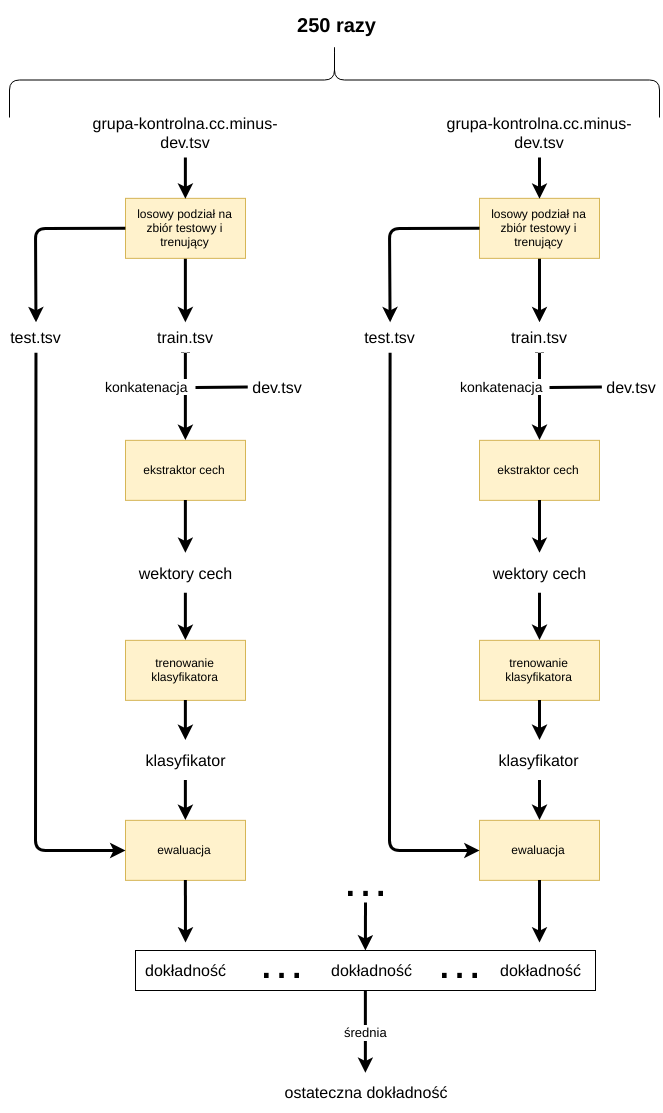 250 razy
grupa-kontrolna.cc.minus-
dev.tsv
losowy podział na
zbiór testowy i
trenujący
test.tsv
train.tsv
konkatenacja
dev.tsv
ekstraktor cech
wektory cech
trenowanie
klasyfikatora
klasyfikator
ewaluacja
grupa-kontrolna.cc.minus-
dev.tsv
losowy podział na
zbiór testowy i
trenujący
test.tsv
train.tsv
konkatenacja
dev.tsv
ekstraktor cech
wektory cech
trenowanie
klasyfikatora
klasyfikator
ewaluacja
...
dokładność ... dokładność ... dokładność
średnia
ostateczna dokładność